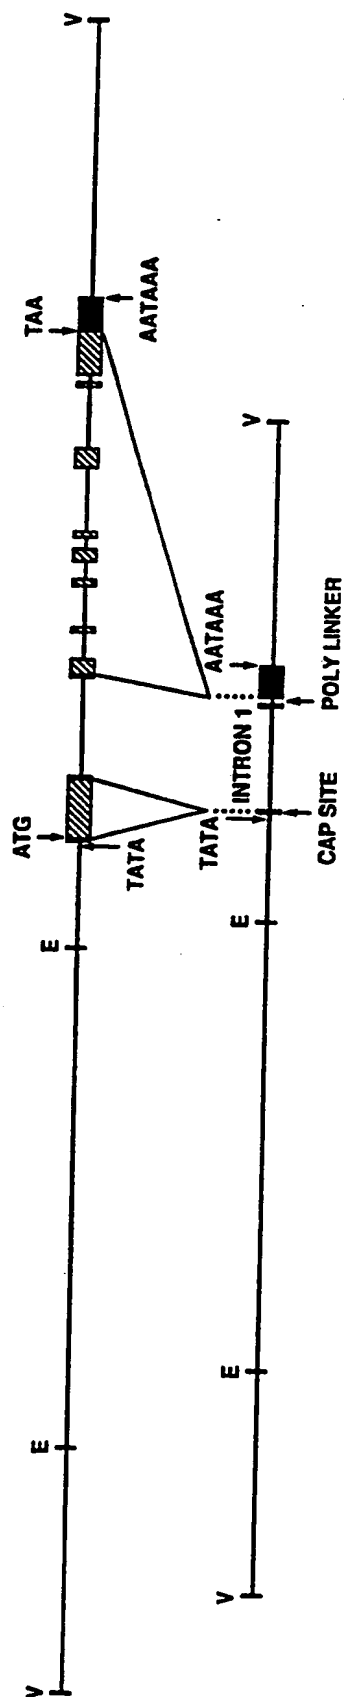 V
E
E
ATG
TATA
TAA
AATAAA
V
V
E
E
TATA
CAP SITE
INTRON 1
AATAAA
POLY LINKER
V